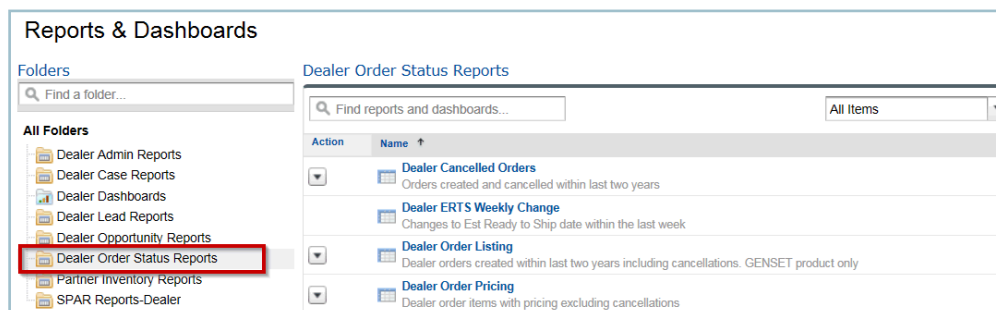 Reports & Dashboards
Folders
Find a folder...
All Folders
Dealer Admin Reports
Dealer Case Reports
Dealer Dashboards
Dealer Lead Reports
Dealer Opportunity Reports
Dealer Order Status Reports
Partner Inventory Reports
SPAR Reports-Dealer
Dealer Order Status Reports
Find reports and dashboards...
All Items
Action Name ↑
Dealer Cancelled Orders
Orders created and cancelled within last two years
Dealer ERTS Weekly Change
Changes to Est Ready to Ship date within the last week
Dealer Order Listing
Dealer orders created within last two years including cancellations. GENSET product only
Dealer Order Pricing
Dealer order items with pricing excluding cancellations